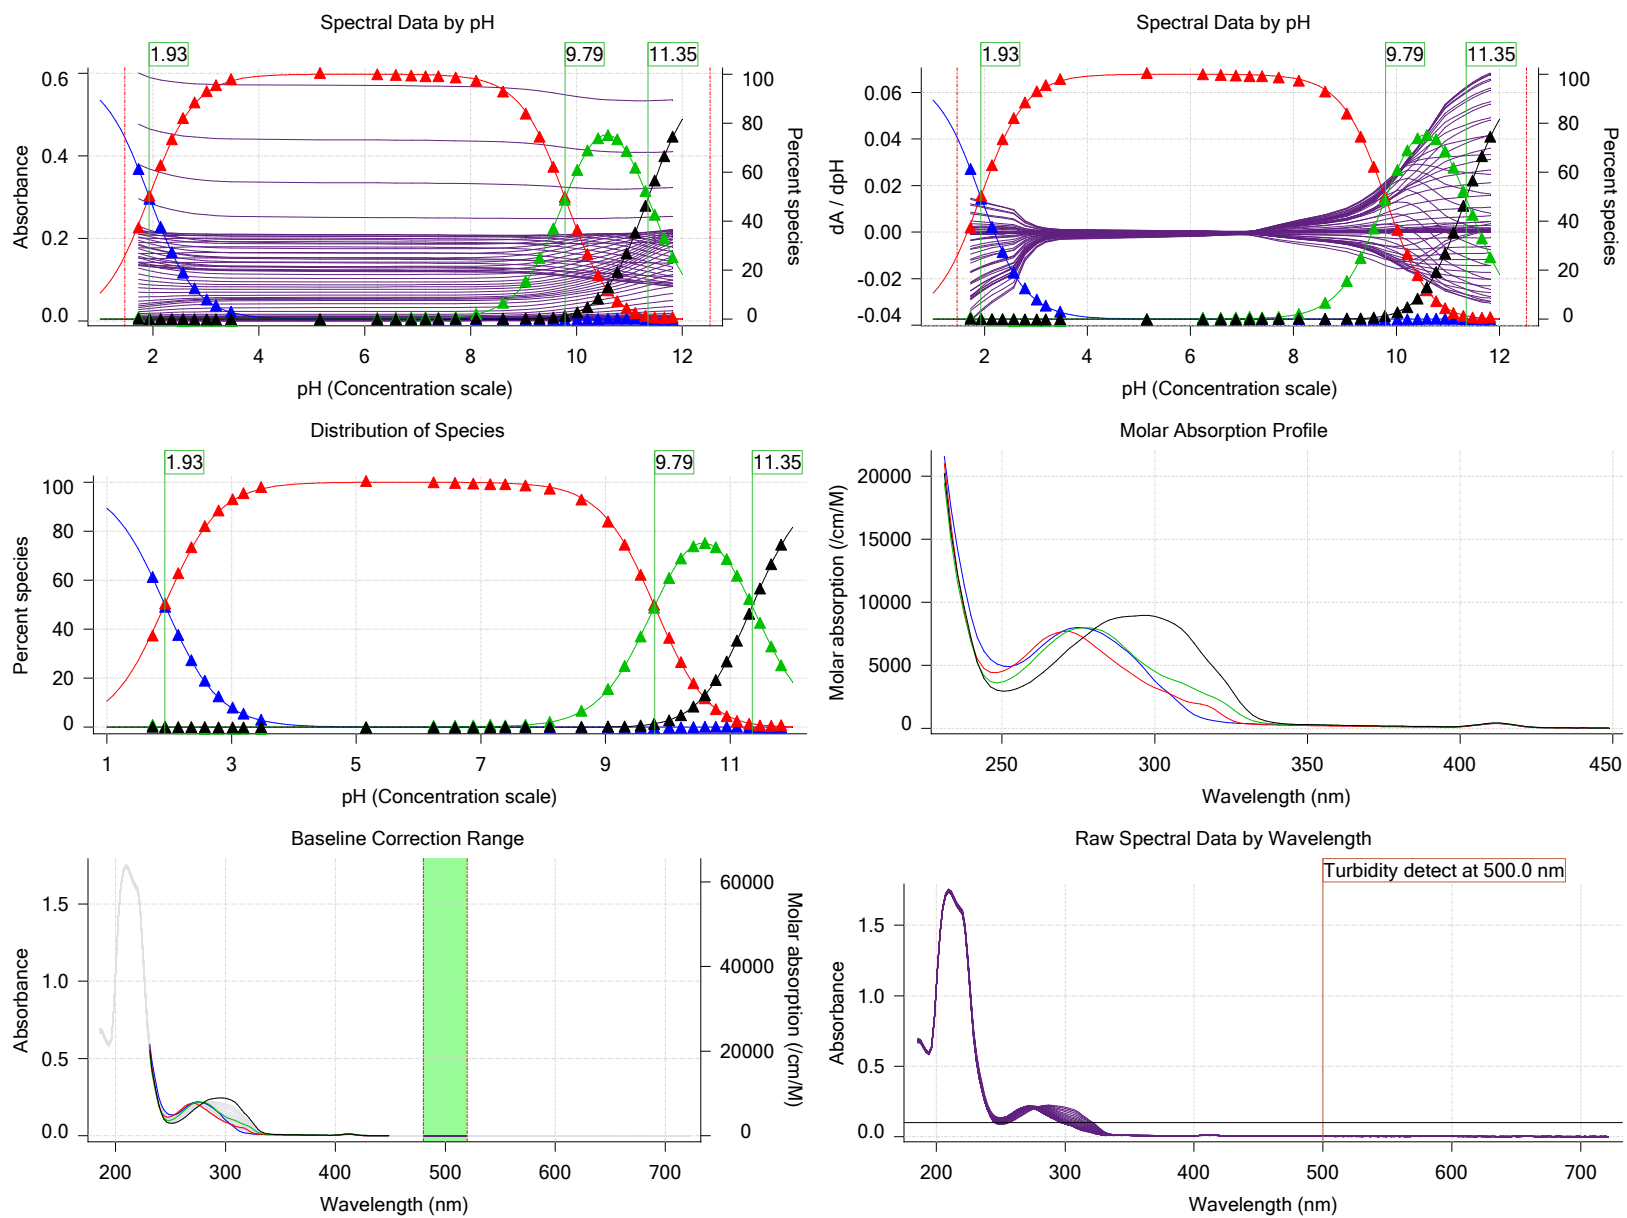 Spectral Data by pH
1.93 9.79 11.35
0.6 0.4 0.2 0.0
Absorbance
100 80 60 40 20 0
Percent species
2 4 6 8 10 12
pH (Concentration scale)
Spectral Data by pH
1.93 9.79 11.35
0.06 0.04 0.02 0.00 -0.02 -0.04
dA / dpH
100 80 60 40 20 0
Percent species
2 4 6 8 10 12
pH (Concentration scale)
Distribution of Species
1.93 9.79 11.35
100 80 60 40 20 0
Percent species
1 3 5 7 9 11
pH (Concentration scale)
Molar Absorption Profile
20000 15000 10000 5000 0
Molar absorption (/cm/M)
250 300 350 400 450
Wavelength (nm)
Baseline Correction Range
1.5 1.0 0.5 0.0
Absorbance
60000 40000 20000 0
Molar absorption (/cm/M)
200 300 400 500 600 700
Wavelength (nm)
Raw Spectral Data by Wavelength
Turbidity detect at 500.0 nm
1.5 1.0 0.5 0.0
Absorbance
200 300 400 500 600 700
Wavelength (nm)